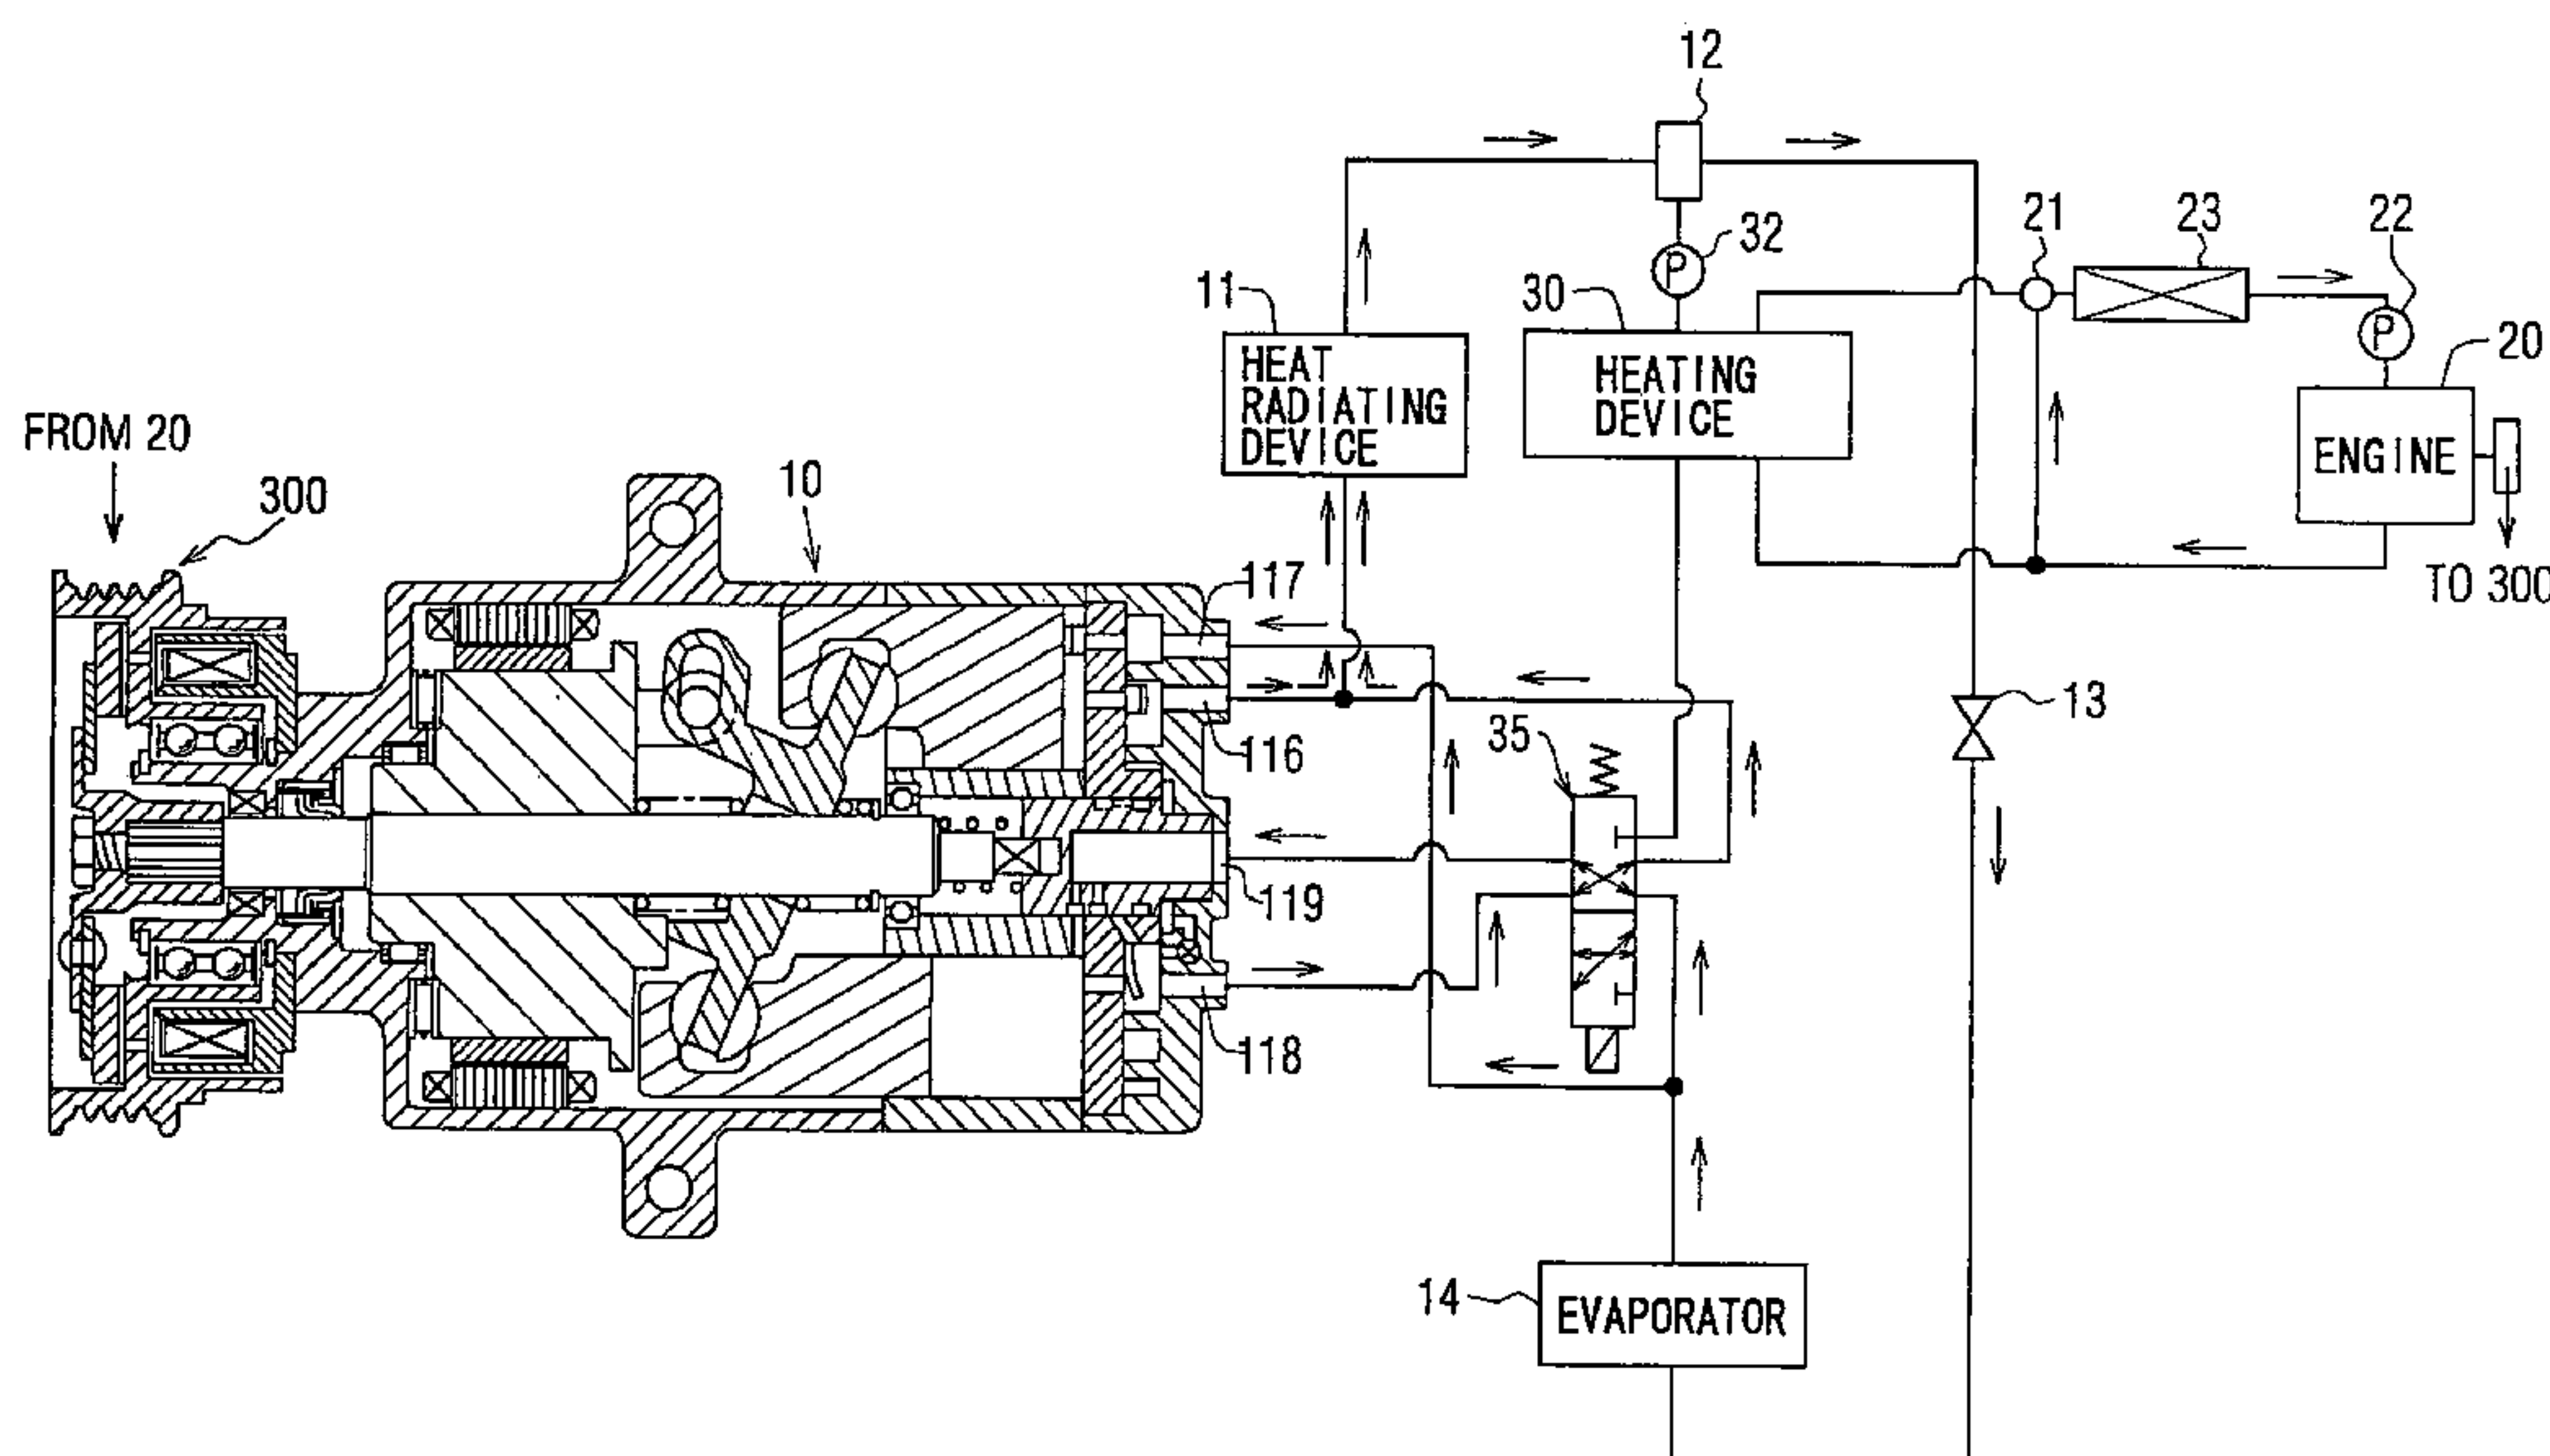 12
21
23
22
32
11
30
20
P
P
HEAT
RADIATING
DEVICE
HEATING
DEVICE
ENGINE
FROM 20
300
10
117
TO 300
13
35
116
119
118
14
EVAPORATOR